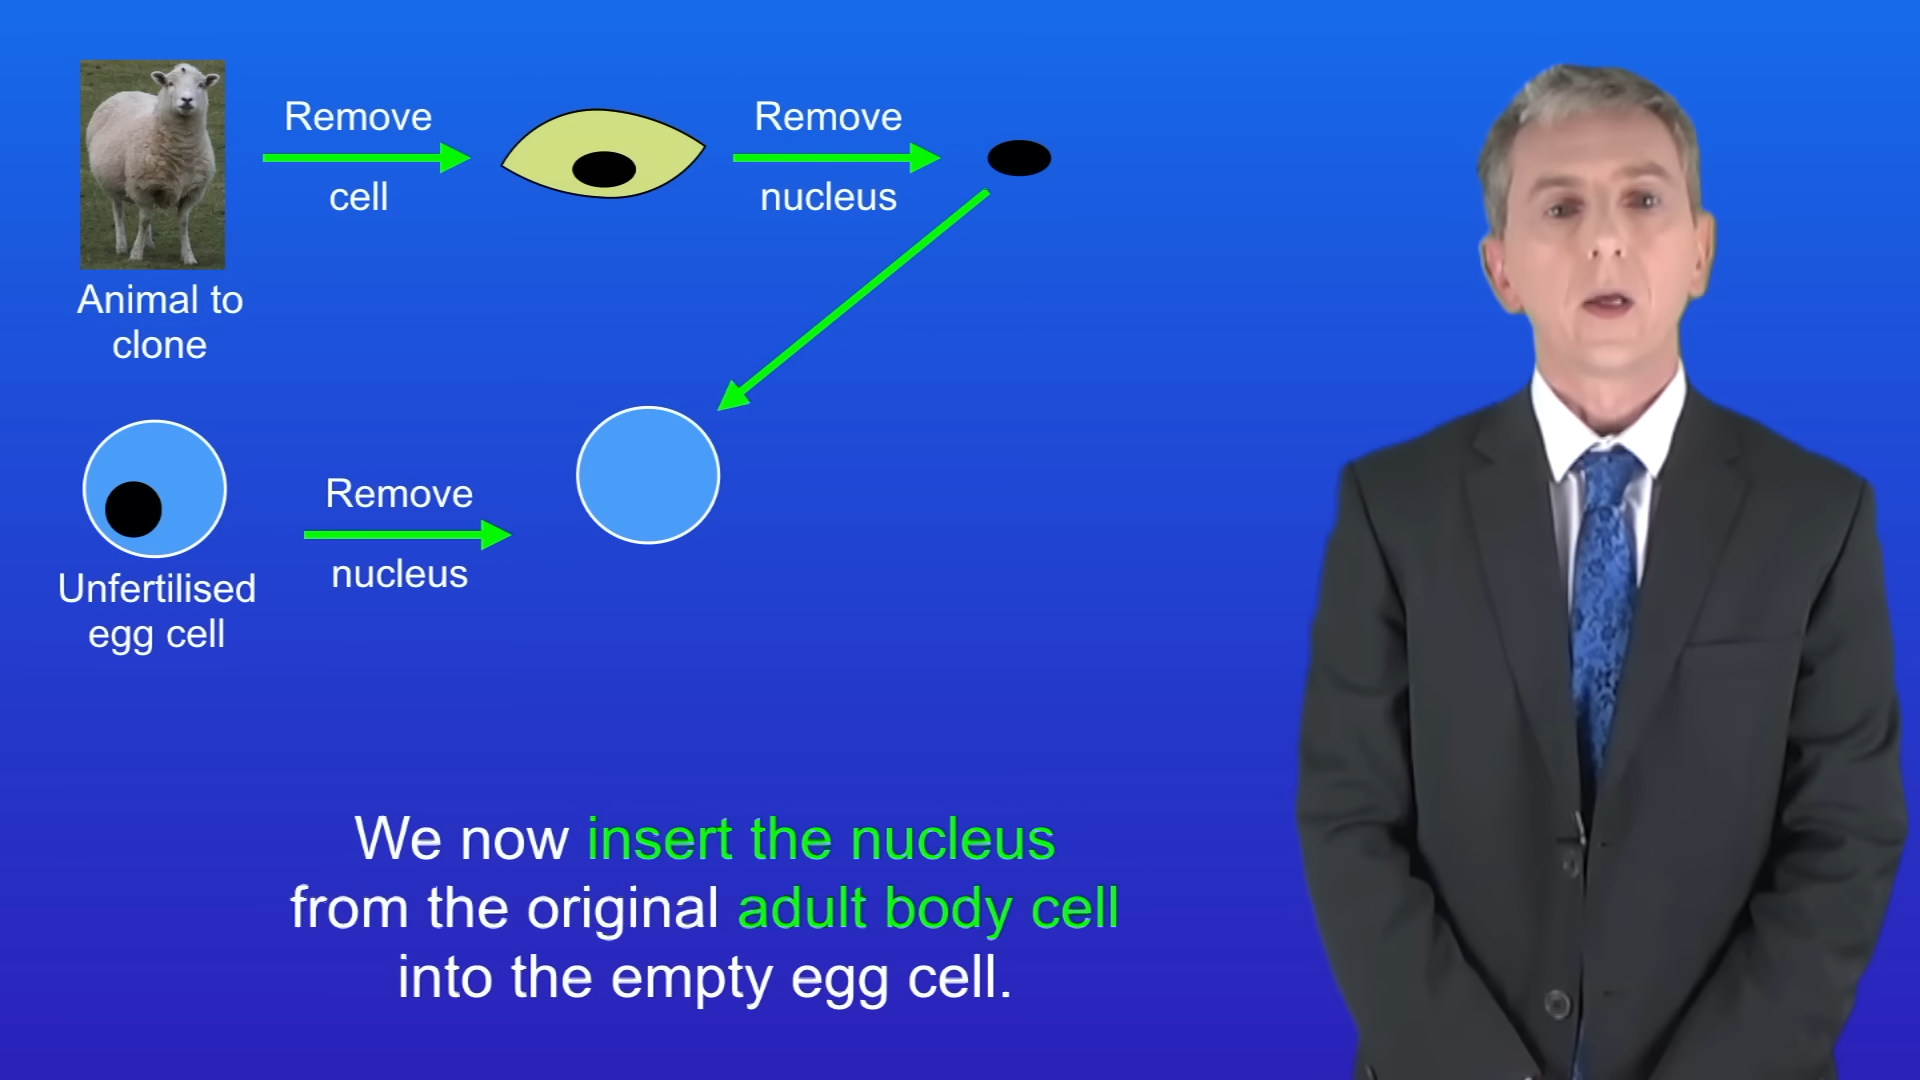 Remove
cell
Remove
nucleus
Animal to
clone
Remove
nucleus
Unfertilised
egg cell
We now insert the nucleus
from the original adult body cell
into the empty egg cell.